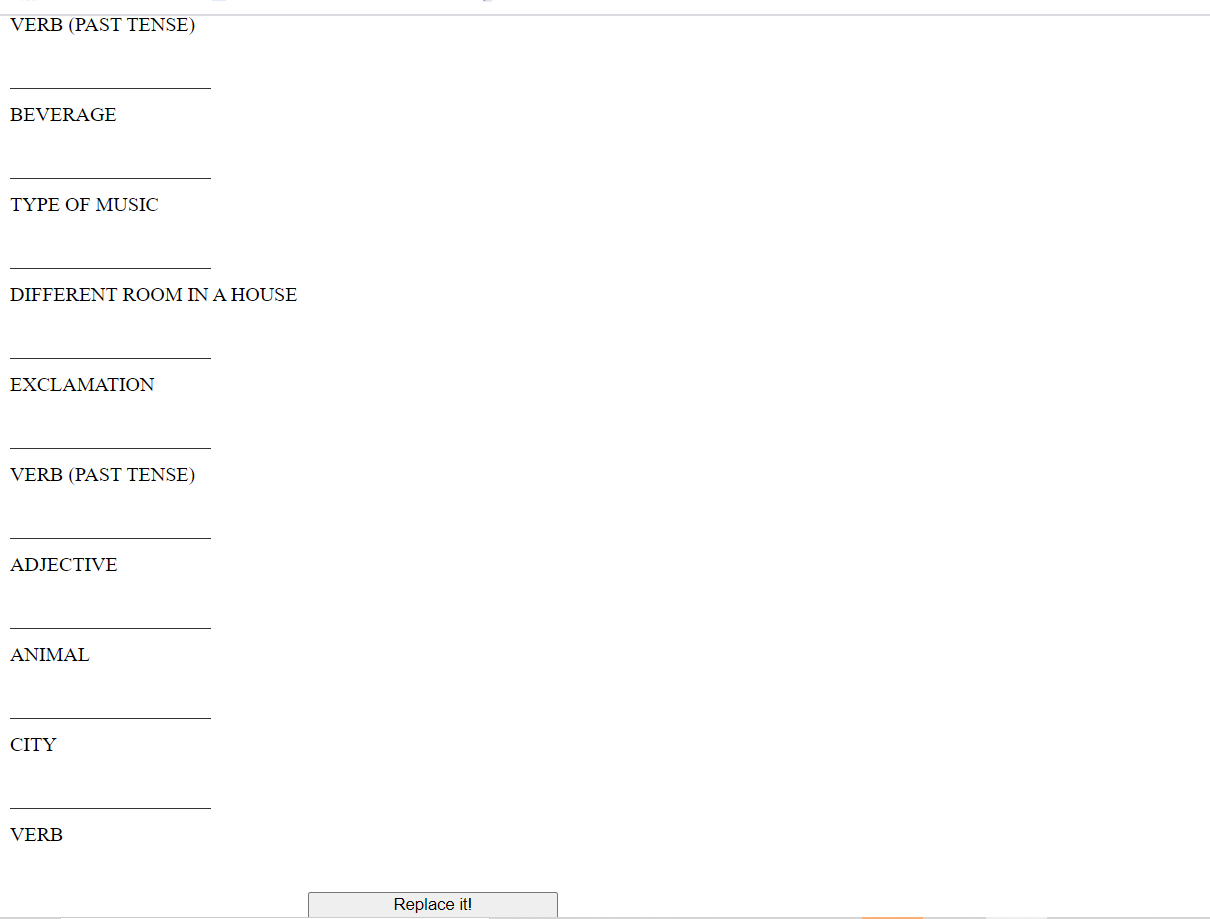 VERB (PAST TENSE)
BEVERAGE
TYPE OF MUSIC
DIFFERENT ROOM IN A HOUSE
EXCLAMATION
VERB (PAST TENSE)
ADJECTIVE
ANIMAL
CITY
VERB
Replace it!